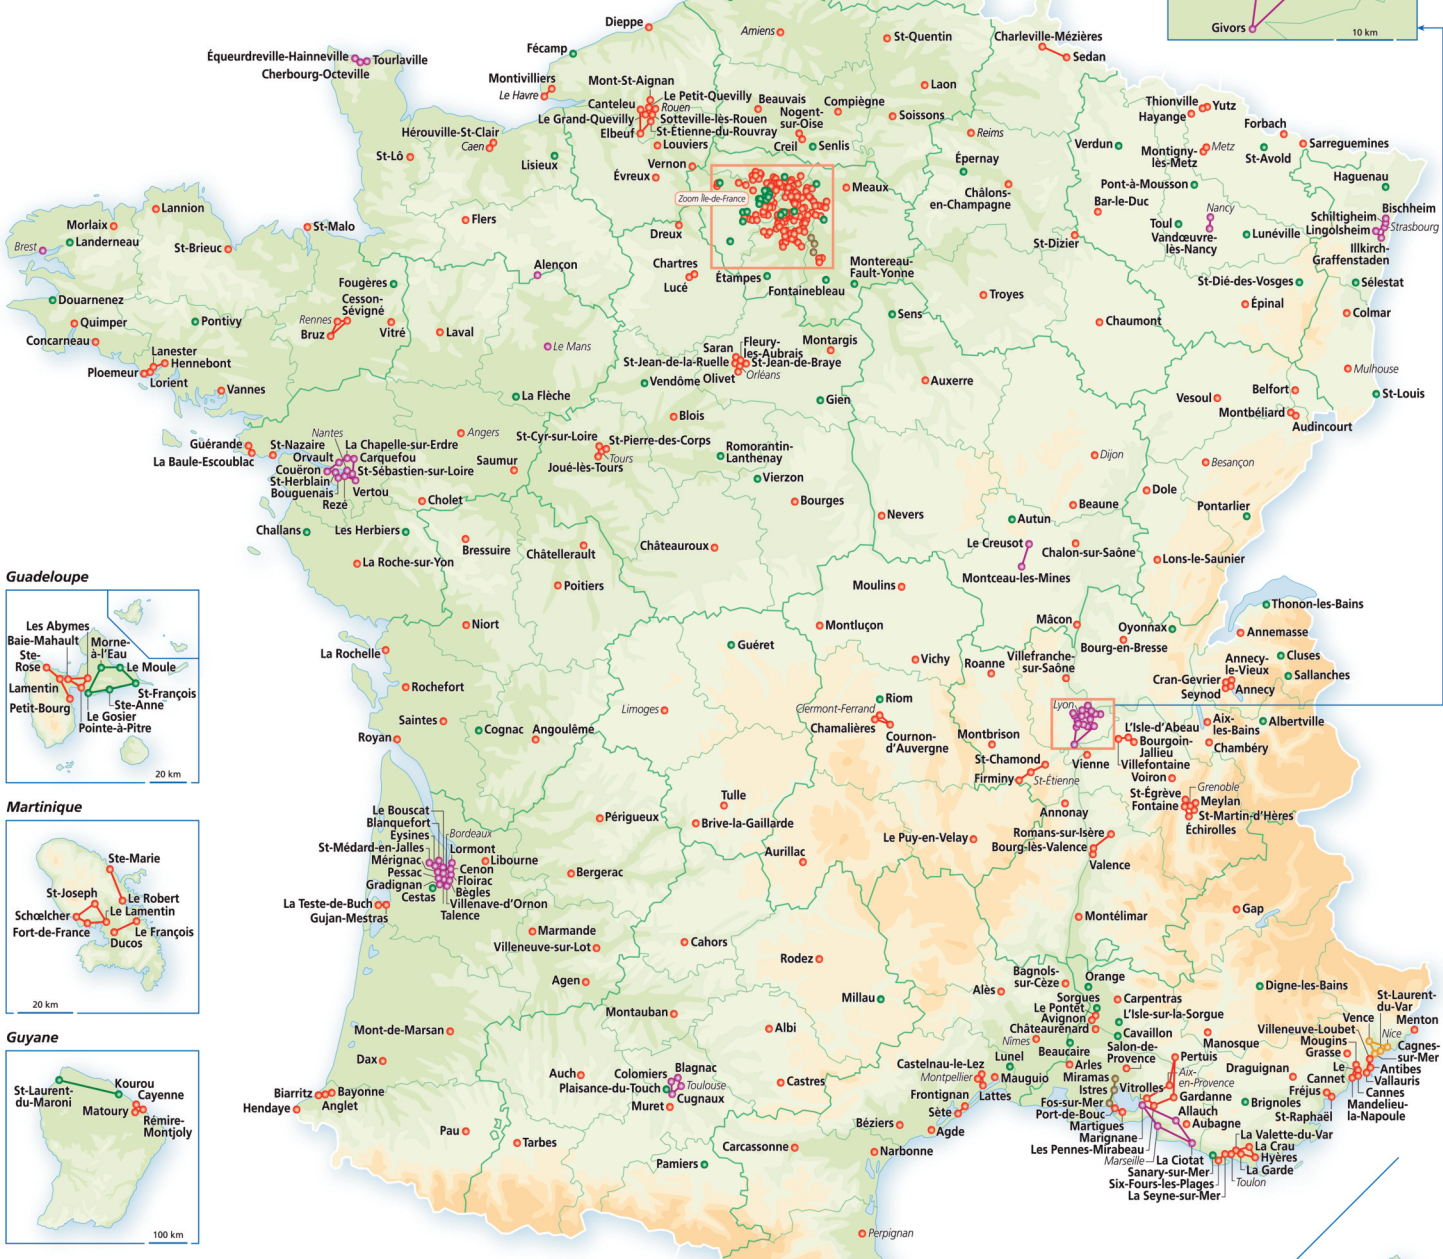 Givors
10 km
Dieppe
Amiens
St-Quentin
Charleville-Mézières
Sedan
Fécamp
Équeurdreville-Hainneville
Tourlaville
Cherbourg-Octeville
Montivilliers
Le Havre
Mont-St-Aignan
Le Petit-Quevilly
Canteleu
Rouen
Le Grand-Quevilly
Sotteville-lès-Rouen
Elbeuf
St-Étienne-du-Rouvray
Louviers
Beauvais
Compiègne
Nogent-
sur-Oise
Creil
Senlis
Laon
Soissons
Reims
Thionville
Yutz
Hayange
Forbach
Verdun
Montigny-
lès-Metz
Metz
St-Avold
Sarreguemines
Hérouville-St-Clair
Caen
St-Lô
Lisieux
Vernon
Évreux
Épernay
Châlons-
en-Champagne
Pont-à-Mousson
Haguenau
Meaux
Zoom Île-de-France
Bar-le-Duc
Nancy
Toul
Vandœuvre-
lès-Nancy
Lunéville
Bischheim
Schiltigheim
Lingolsheim
Strasbourg
Illkirch-
Graffenstaden
Lannion
Morlaix
Landerneau
Brest
St-Brieuc
St-Malo
Flers
Dreux
St-Dizier
Alençon
Chartres
Lucé
Étampes
Fontainebleau
Montereau-
Fault-Yonne
St-Dié-des-Vosges
Sélestat
Épinal
Colmar
Douarnenez
Quimper
Concarneau
Pontivy
Fougères
Cesson-
Sévigné
Rennes
Bruz
Vitré
Laval
Le Mans
Sens
Troyes
Chaumont
Lanester
Hennebont
Ploemeur
Lorient
Vannes
Saran
Fleury-
les-Aubrais
St-Jean-de-la-Ruelle
St-Jean-de-Braye
Olivet
Orléans
Montargis
Vendôme
La Flèche
Gien
Auxerre
Mulhouse
Belfort
Vesoul
Montbéliard
Audincourt
St-Louis
Blois
Guérande
La Baule-Escoublac
St-Nazaire
Nantes
Orvault
La Chapelle-sur-Erdre
Carquefou
Couëron
St-Sébastien-sur-Loire
St-Herblain
Bouguenais
Vertou
Rezé
Angers
Saumur
Cholet
St-Cyr-sur-Loire
St-Pierre-des-Corps
Tours
Joué-lès-Tours
Romorantin-
Lanthenay
Vierzon
Bourges
Nevers
Dijon
Besançon
Dole
Beaune
Pontarlier
Autun
Challans
Les Herbiers
La Roche-sur-Yon
Bressuire
Châtellerault
Poitiers
Châteauroux
Le Creusot
Montceau-les-Mines
Chalon-sur-Saône
Lons-le-Saunier
Moulins
Niort
La Rochelle
Rochefort
Saintes
Royan
Cognac
Angoulême
Limoges
Guéret
Montluçon
Vichy
Mâcon
Oyonnax
Bourg-en-Bresse
Thonon-les-Bains
Annemasse
Annecy-
le-Vieux
Cluses
Cran-Gevrier
Seynod
Annecy
Sallanches
Roanne
Villefranche-
sur-Saône
Lyon
Riom
Clermont-Ferrand
Chamalières
Cournon-
d'Auvergne
Montbrison
St-Chamond
Firminy
St-Étienne
Vienne
L'Isle-d'Abeau
Bourgoin-
Jallieu
Villefontaine
Aix-
les-Bains
Chambéry
Albertville
Voiron
St-Égrève
Grenoble
Fontaine
Meylan
St-Martin-d'Hères
Échirolles
Annonay
Romans-sur-Isère
Bourg-lès-Valence
Valence
Le Puy-en-Velay
Tulle
Brive-la-Gaillarde
Aurillac
Périgueux
Bergerac
Le Bouscat
Blanquefort
Eysines
Bordeaux
St-Médard-en-Jalles
Lormont
Mérignac
Libourne
Pessac
Cenon
Floirac
Gradignan
Bègles
Cestas
Villenave-d'Ornon
Talence
La Teste-de-Buch
Gujan-Mestras
Marmande
Villeneuve-sur-Lot
Agen
Cahors
Rodez
Montélimar
Gap
Millau
Montauban
Albi
Mont-de-Marsan
Dax
Auch
Biarritz
Bayonne
Anglet
Hendaye
Pau
Tarbes
Colomiers
Blagnac
Plaisance-du-Touch
Toulouse
Cugnaux
Muret
Castres
Pamiers
Carcassonne
Narbonne
Perpignan
Béziers
Agde
Sète
Frontignan
Castelnau-le-Lez
Montpellier
Lattes
Mauguio
Lunel
Nîmes
Alès
Bagnols-
sur-Cèze
Orange
Sorgues
Le Pontet
Avignon
Châteaurenard
Carpentras
L'Isle-sur-la-Sorgue
Cavaillon
Beaucaire
Arles
Salon-de-
Provence
Manosque
Digne-les-Bains
Pertuis
Aix-
en-Provence
Miramas
Istres
Vitrolles
Fos-sur-Mer
Port-de-Bouc
Martigues
Marignane
Les Pennes-Mirabeau
Marseille
Gardanne
Allauch
Aubagne
La Ciotat
Sanary-sur-Mer
Six-Fours-les-Plages
La Seyne-sur-Mer
Toulon
La Valette-du-Var
La Crau
Hyères
La Garde
Brignoles
Draguignan
Fréjus
St-Raphaël
St-Laurent-
du-Var
Menton
Vence
Nice
Villeneuve-Loubet
Cagnes-
sur-Mer
Mougins
Grasse
Antibes
Le
Cannet
Vallauris
Cannes
Mandelieu-
la-Napoule
Guadeloupe
Les Abymes
Baie-Mahault
Morne-
à-l'Eau
Ste-
Rose
Le Moule
Lamentin
St-François
Petit-Bourg
Ste-Anne
Le Gosier
Pointe-à-Pitre
20 km
Martinique
Ste-Marie
St-Joseph
Le Robert
Schœlcher
Le Lamentin
Fort-de-France
Le François
Ducos
20 km
Guyane
St-Laurent-
du-Maroni
Kourou
Cayenne
Matoury
Rémire-
Montjoly
100 km